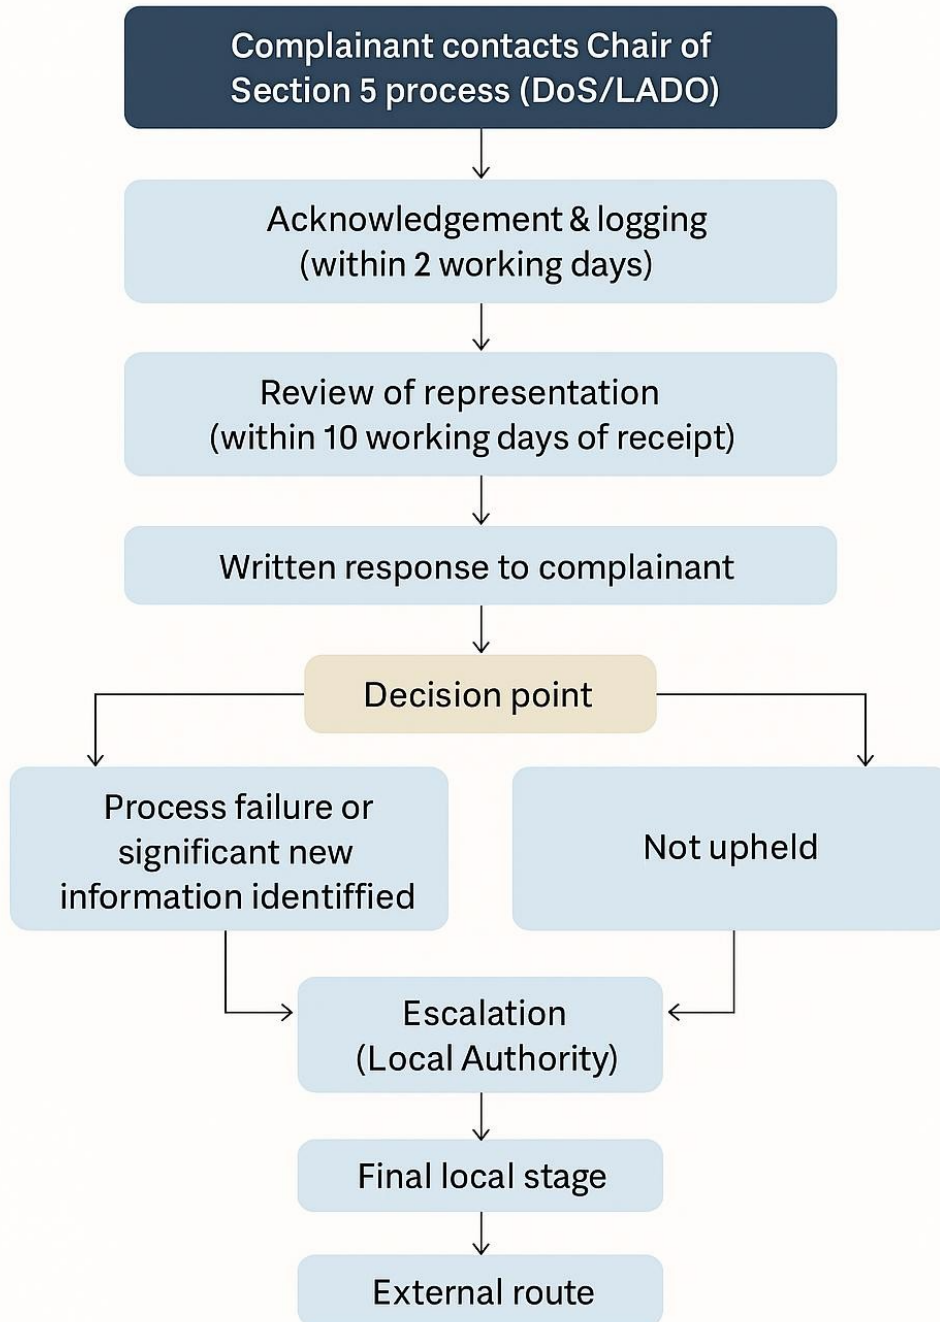 Complainant contacts Chair of
Section 5 process (DoS/LADO)
Acknowledgement & logging
(within 2 working days)
Review of representation
(within 10 working days of receipt)
Written response to complainant
Decision point
Process failure or
significant new
information identiffied
Not upheld
Escalation
(Local Authority)
Final local stage
External route